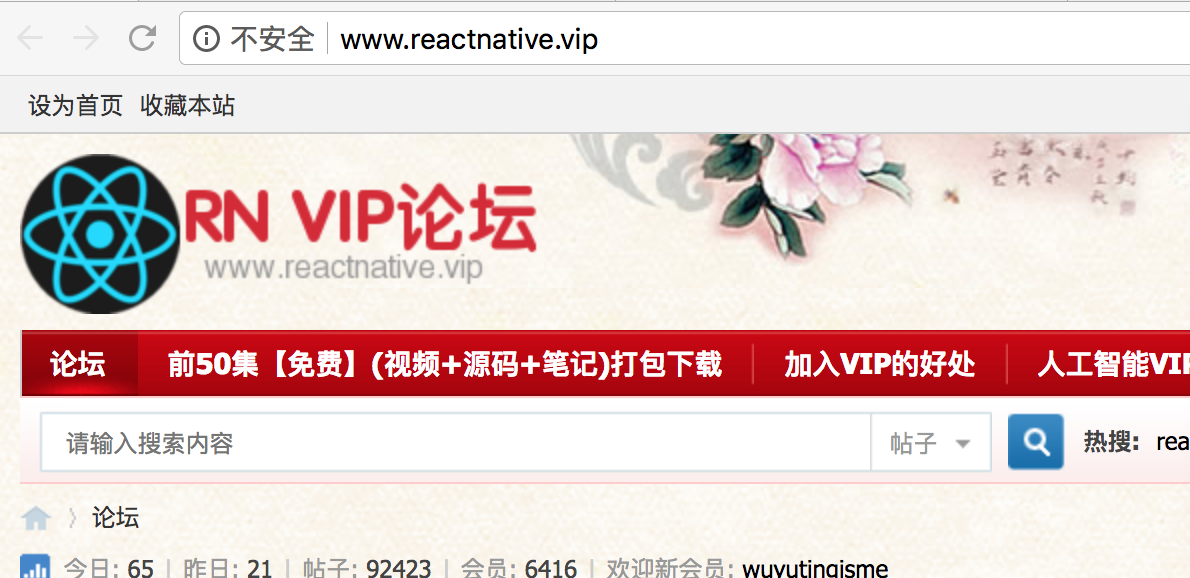 不安全 www.reactnative.vip
设为首页 收藏本站
RN VIP论坛
www.reactnative.vip
论坛 前50集【免费】(视频+源码+笔记)打包下载 加入VIP的好处 人工智能VIP
请输入搜索内容 帖子 热搜: rea
论坛
今日: 65 | 昨日: 21 | 帖子: 92423 | 会员: 6416 | 欢迎新会员: wuyutingisme